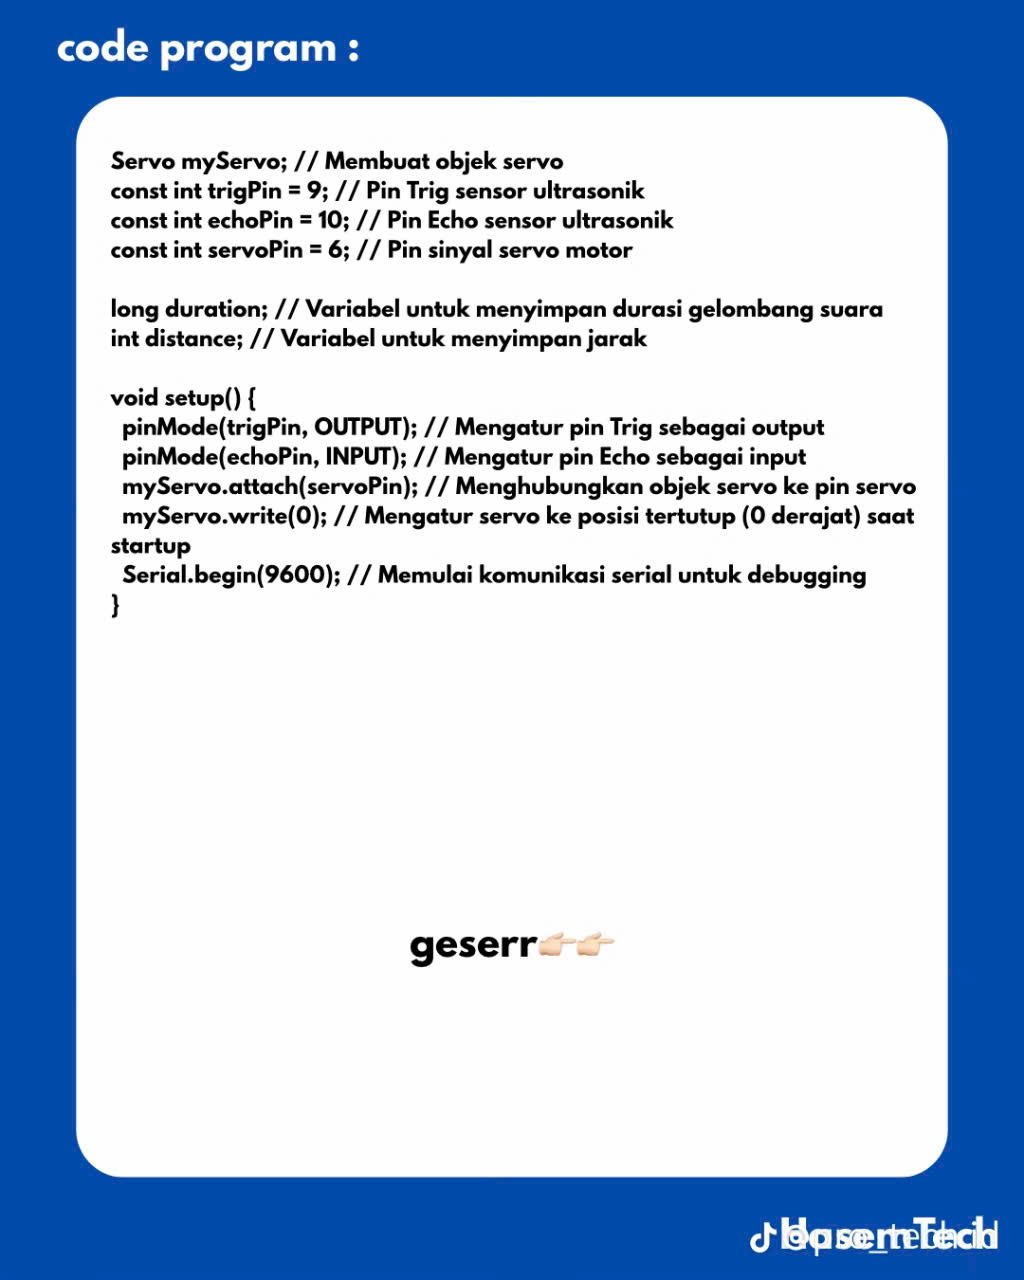 code program :
Servo myServo; // Membuat objek servo
const int trigPin = 9; // Pin Trig sensor ultrasonik
const int echoPin = 10; // Pin Echo sensor ultrasonik
const int servoPin = 6; // Pin sinyal servo motor
long duration; // Variabel untuk menyimpan durasi gelombang suara
int distance; // Variabel untuk menyimpan jarak
void setup() {
pinMode(trigPin, OUTPUT); // Mengatur pin Trig sebagai output
pinMode(echoPin, INPUT); // Mengatur pin Echo sebagai input
myServo.attach(servoPin); // Menghubungkan objek servo ke pin servo
myServo.write(0); // Mengatur servo ke posisi tertutup (0 derajat) saat
startup
Serial.begin(9600); // Memulai komunikasi serial untuk debugging
}
geserr👉🏻👉🏻